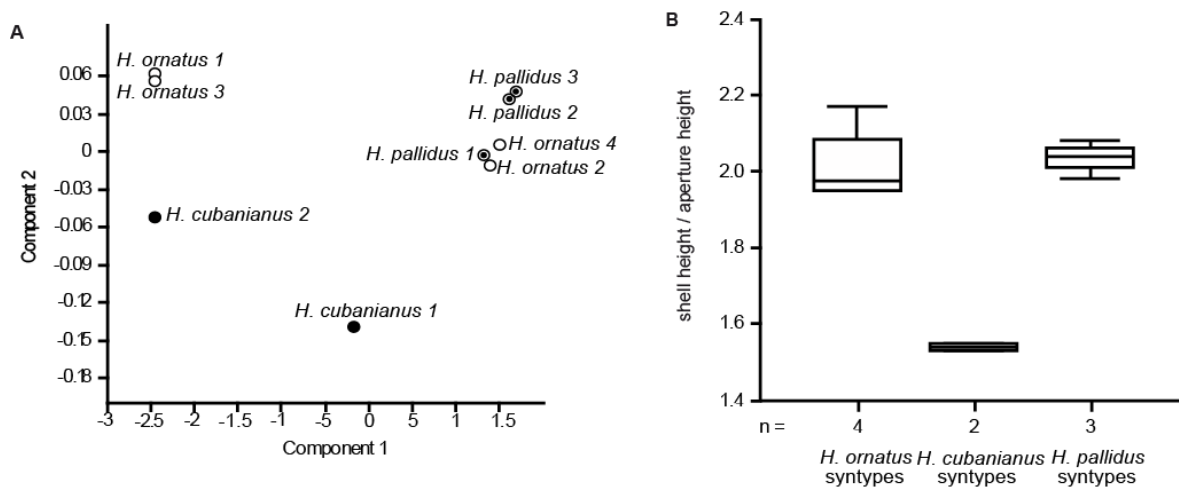 A
H. ornatus 1
H. ornatus 3
H. pallidus 3
H. pallidus 2
H. ornatus 4
H. pallidus 1
H. ornatus 2
H. cubanianus 2
H. cubanianus 1
Component 2
0.06
0.03
0
-0.03
-0.06
-0.09
-0.12
-0.15
-0.18
-3
-2.5
-2
-1.5
-1
-0.5
0
0.5
1
1.5
Component 1
B
shell height / aperture height
2.4
2.2
2.0
1.8
1.6
1.4
n = 4 2 3
H. ornatus H. cubanianus H. pallidus
syntypes syntypes syntypes